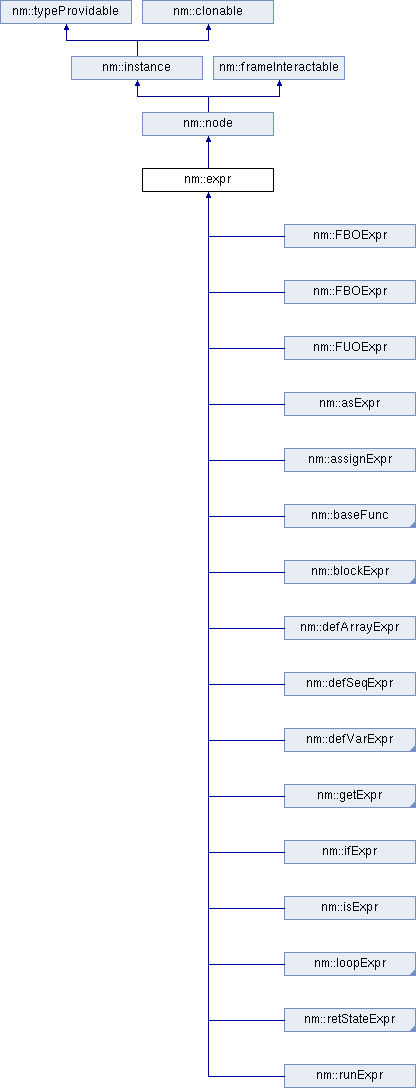 nm::typeProvidable
nm::clonable
nm::instance
nm::frameInteractable
nm::node
nm::expr
nm::FBOExpr
nm::FBOExpr
nm::FUOExpr
nm::asExpr
nm::assignExpr
nm::baseFunc
nm::blockExpr
nm::defArrayExpr
nm::defSeqExpr
nm::defVarExpr
nm::getExpr
nm::ifExpr
nm::isExpr
nm::loopExpr
nm::retStateExpr
nm::runExpr